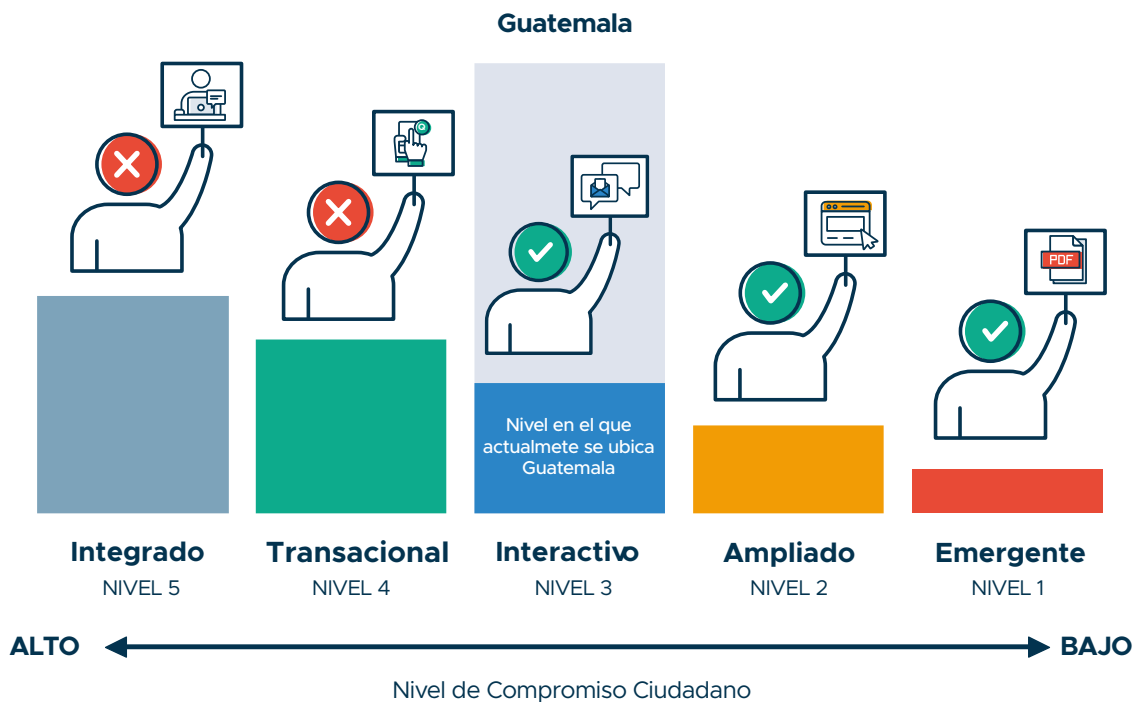 Guatemala
PDF
Nivel en el que
actualmete se ubica
Guatemala
Integrado
NIVEL 5
Transacional
NIVEL 4
Interactivo
NIVEL 3
Ampliado
NIVEL 2
Emergente
NIVEL 1
ALTO
BAJO
Nivel de Compromiso Ciudadano